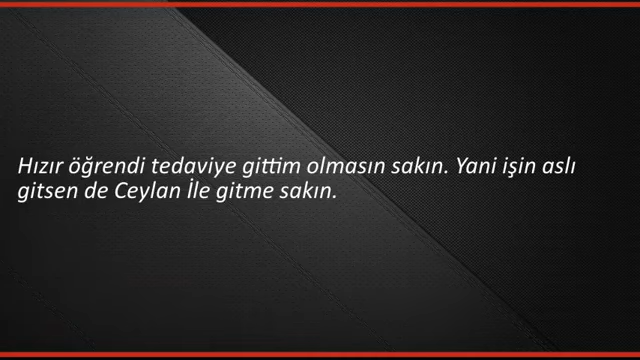 Hızır öğrendi tedaviye gittim olmasın sakın. Yani işin aslı
gitsen de Ceylan İle gitme sakın.